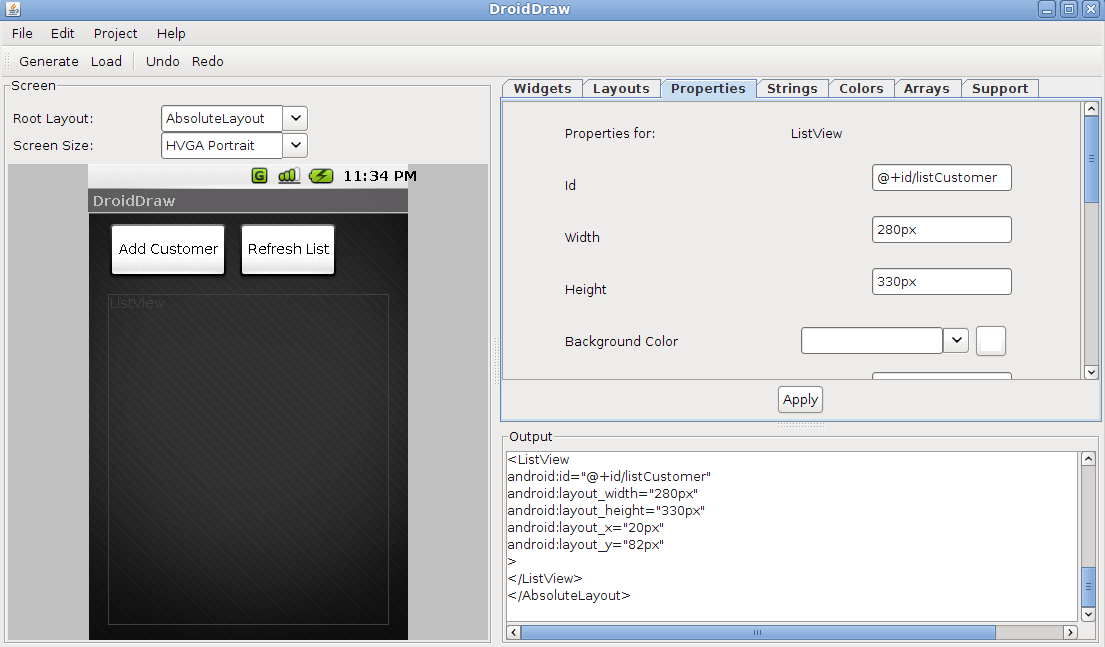 DroidDraw
File Edit Project Help
Generate Load Undo Redo
Screen
Root Layout: AbsoluteLayout
Screen Size: HVGA Portrait
G 11:34 PM
DroidDraw
Add Customer Refresh List
ListView
Widgets Layouts Properties Strings Colors Arrays Support
Properties for: ListView
Id @+id/listCustomer
Width 280px
Height 330px
Background Color
Apply
Output
<ListView
android:id="@+id/listCustomer"
android:layout_width="280px"
android:layout_height="330px"
android:layout_x="20px"
android:layout_y="82px"
>
</ListView>
</AbsoluteLayout>